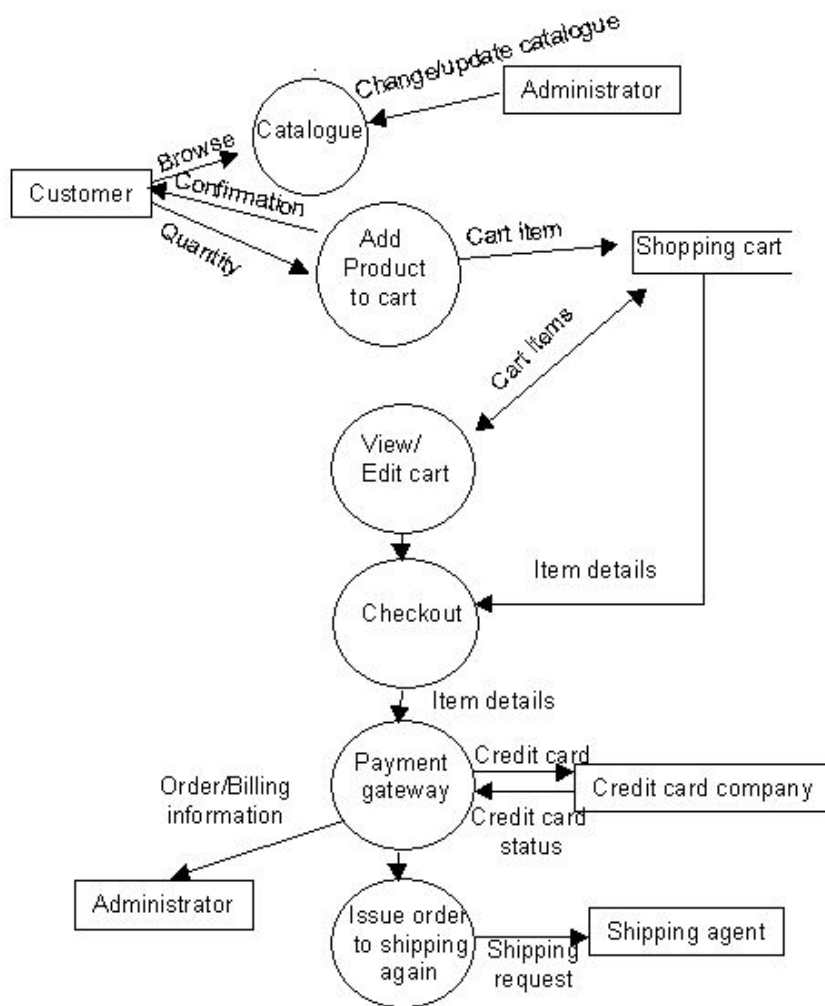 Change/update catalogue
Administrator
Catalogue
Browse
Customer
Confirmation
Quantity
Add
Product
to cart
Cart item
Shopping cart
Cart Items
View/
Edit cart
Item details
Checkout
Item details
Payment
gateway
Credit card
Credit card company
Credit card
status
Order/Billing
information
Administrator
Issue order
to shipping
again
Shipping
request
Shipping agent